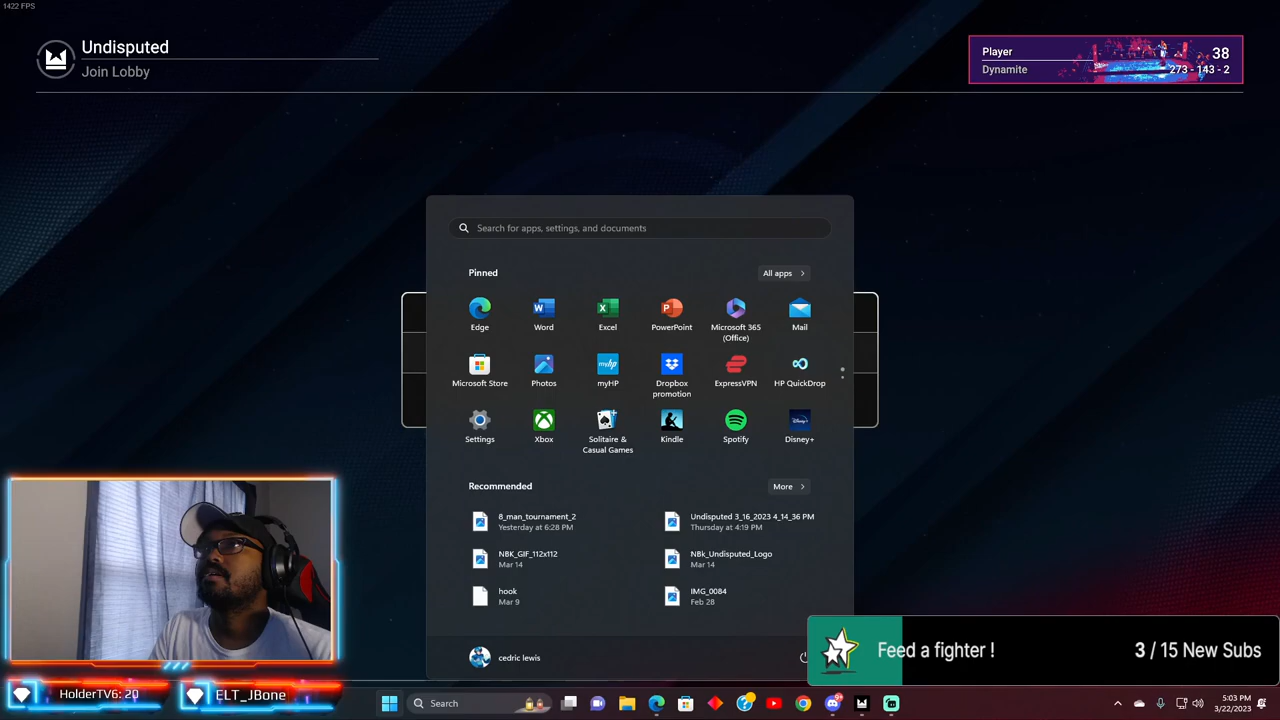 1422 FPS
Undisputed
Join Lobby
Player
38
Dynamite
273 - 143 - 2
Search for apps, settings, and documents
Pinned
All apps
Edge
Word
Excel
PowerPoint
Microsoft 365
(Office)
Mail
Microsoft Store
Photos
myHP
Dropbox
promotion
ExpressVPN
HP QuickDrop
Settings
Xbox
Solitaire &
Casual Games
Kindle
Spotify
Disney+
Recommended
More
8_man_tournament_2
Yesterday at 6:28 PM
Undisputed 3_16_2023 4_14_36 PM
Thursday at 4:19 PM
NBK_GIF_112x112
Mar 14
NBk_Undisputed_Logo
Mar 14
hook
Mar 9
IMG_0084
Feb 28
cedric lewis
Feed a fighter !
3 / 15 New Subs
HolderTV6: 20
ELT_JBone
Search
5:03 PM
3/22/2023